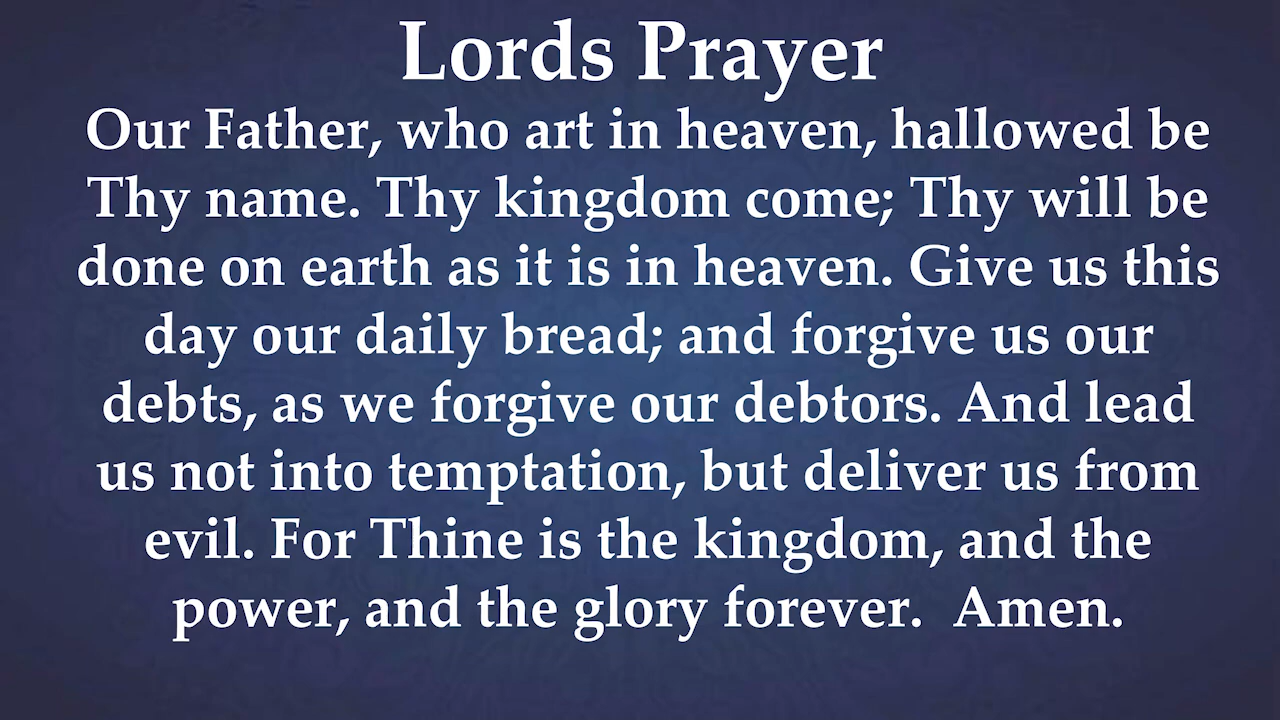 Lords Prayer
Our Father, who art in heaven, hallowed be
Thy name. Thy kingdom come; Thy will be
done on earth as it is in heaven. Give us this
day our daily bread; and forgive us our
debts, as we forgive our debtors. And lead
us not into temptation, but deliver us from
evil. For Thine is the kingdom, and the
power, and the glory forever.  Amen.